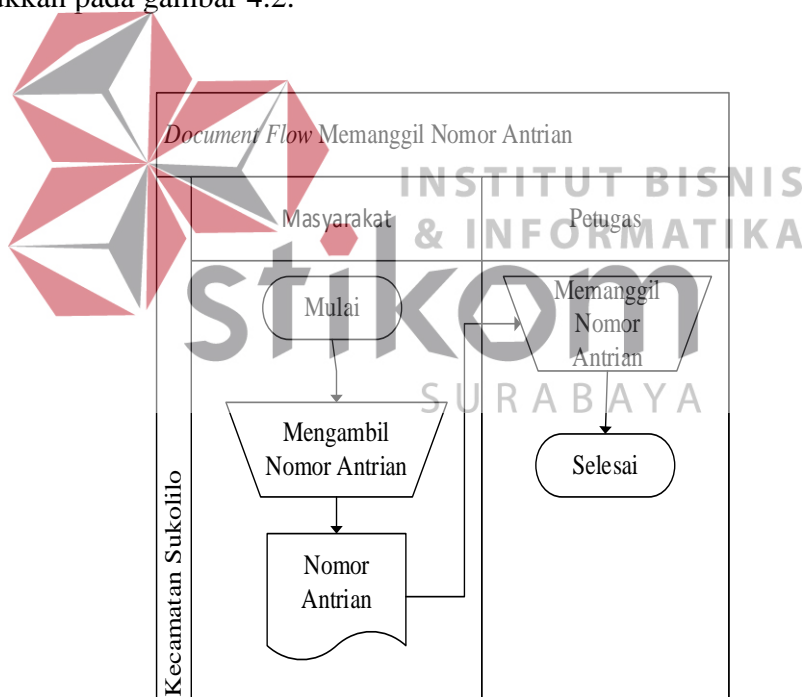 ukkan pada gambar 4.2.
Document Flow Memanggil Nomor Antrian
INSTITUT BISNIS
& INFORMATIKA
stikom
SURABAYA
Kecamatan Sukolilo
Masyarakat
Petugas
Mulai
Mengambil
Nomor Antrian
Nomor
Antrian
Memanggil
Nomor
Antrian
Selesai